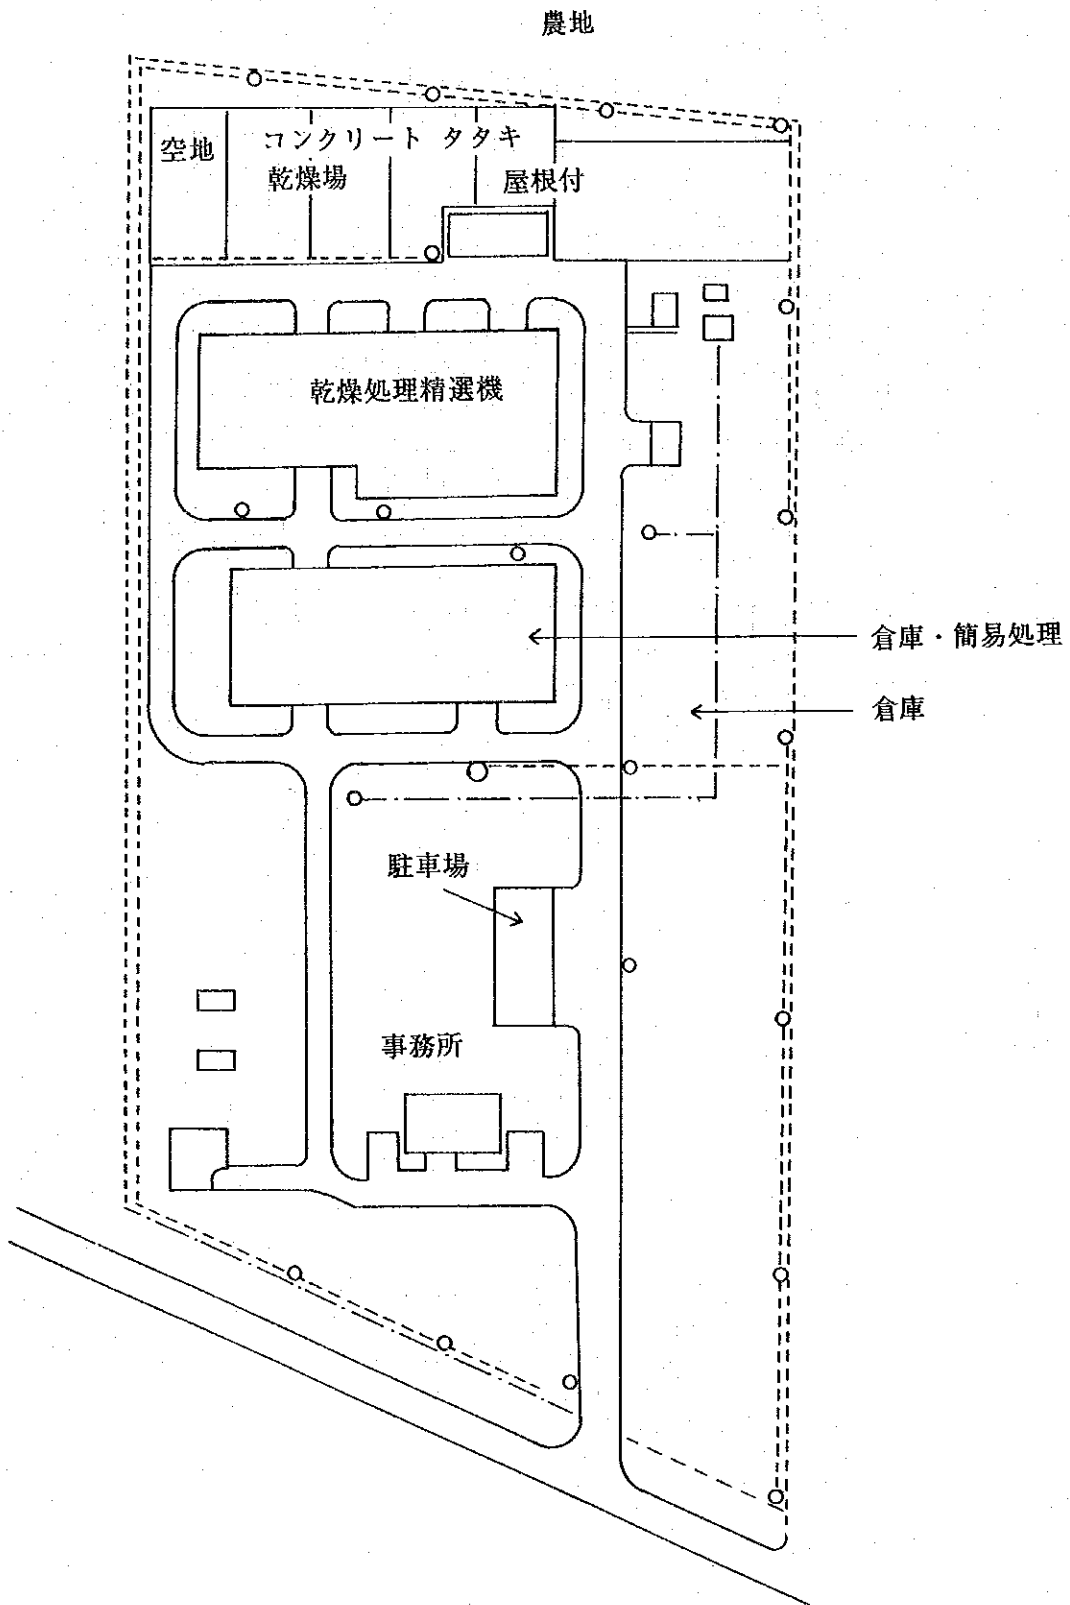 農地
空地
コンクリート タタキ
乾燥場
屋根付
乾燥処理精選機
倉庫・簡易処理
倉庫
駐車場
事務所